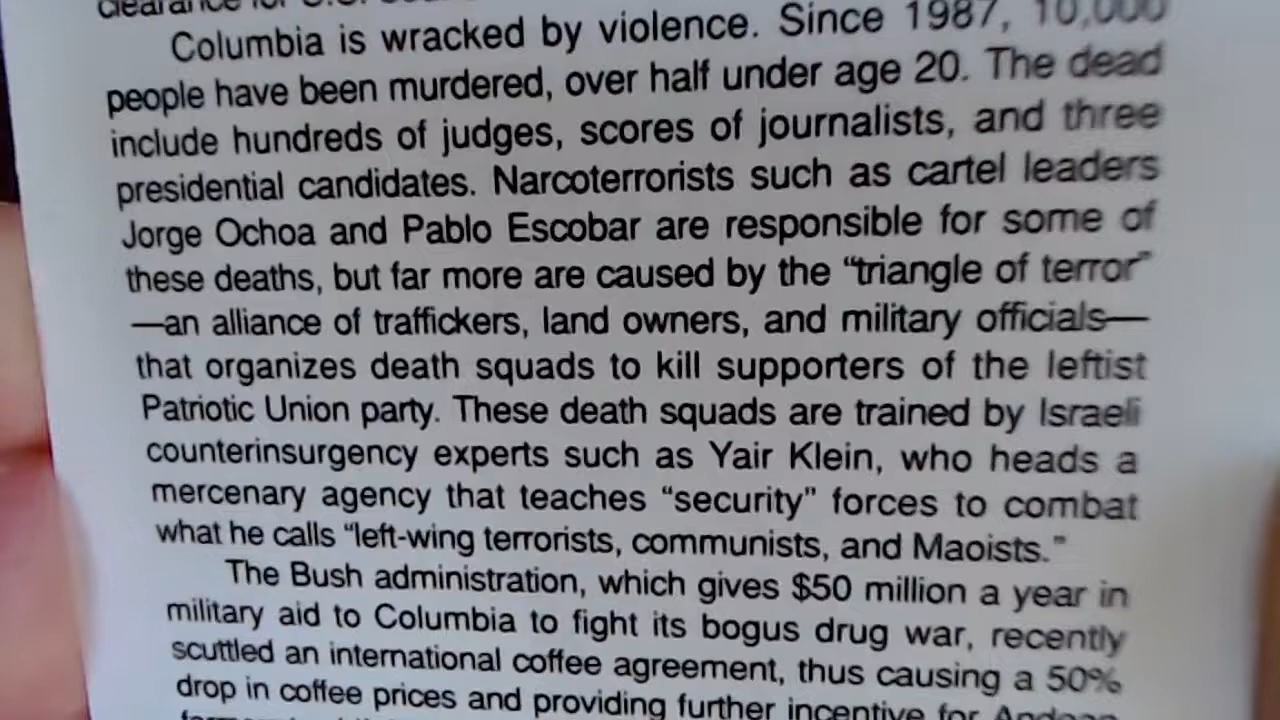 clearance for U.S.
Columbia is wracked by violence. Since 1987, 10,000
people have been murdered, over half under age 20. The dead
include hundreds of judges, scores of journalists, and three
presidential candidates. Narcoterrorists such as cartel leaders
Jorge Ochoa and Pablo Escobar are responsible for some of
these deaths, but far more are caused by the “triangle of terror”
—an alliance of traffickers, land owners, and military officials—
that organizes death squads to kill supporters of the leftist
Patriotic Union party. These death squads are trained by Israeli
counterinsurgency experts such as Yair Klein, who heads a
mercenary agency that teaches “security” forces to combat
what he calls “left-wing terrorists, communists, and Maoists.”
The Bush administration, which gives $50 million a year in
military aid to Columbia to fight its bogus drug war, recently
scuttled an international coffee agreement, thus causing a 50%
drop in coffee prices and providing further incentive for Andean